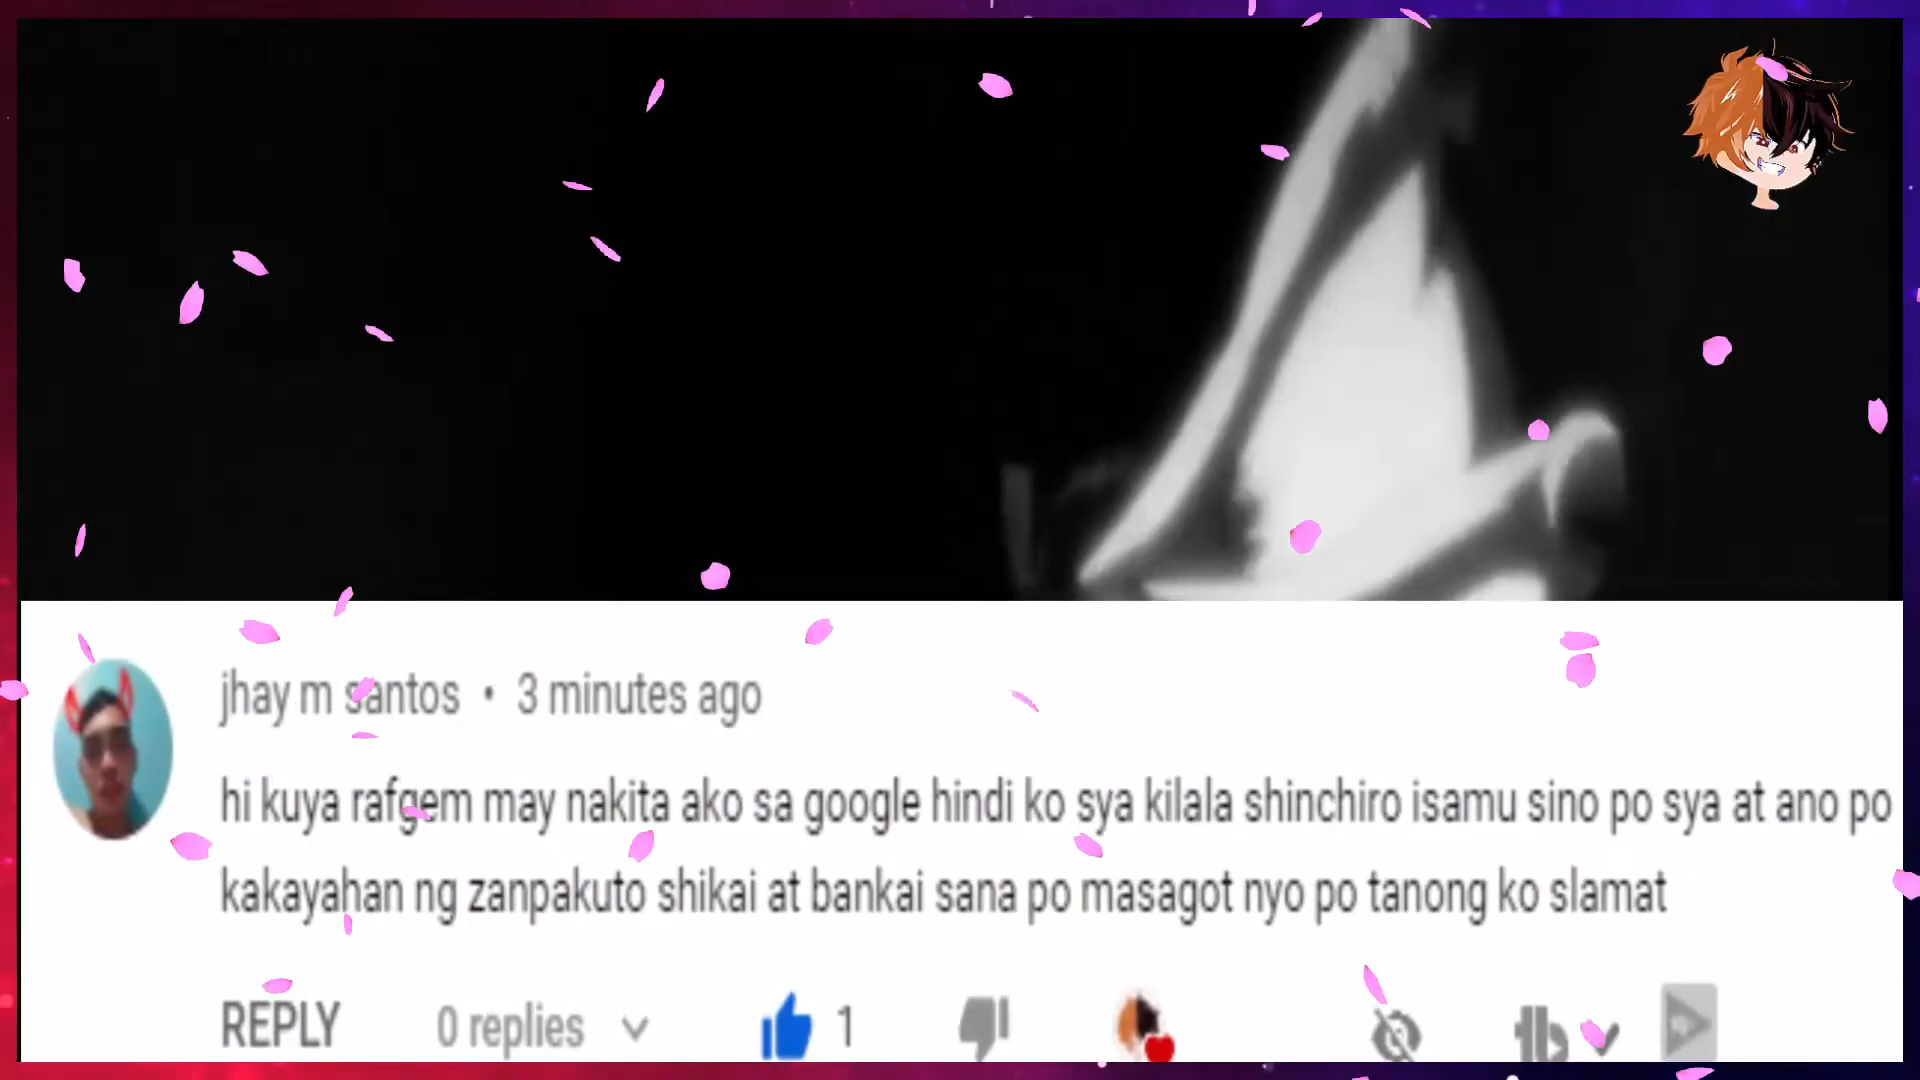 jhay m santos • 3 minutes ago
hi kuya rafgem may nakita ako sa google hindi ko sya kilala shinchiro isamu sino po sya at ano po
kakayahan ng zanpakuto shikai at bankai sana po masagot nyo po tanong ko slamat
REPLY 0 replies 1